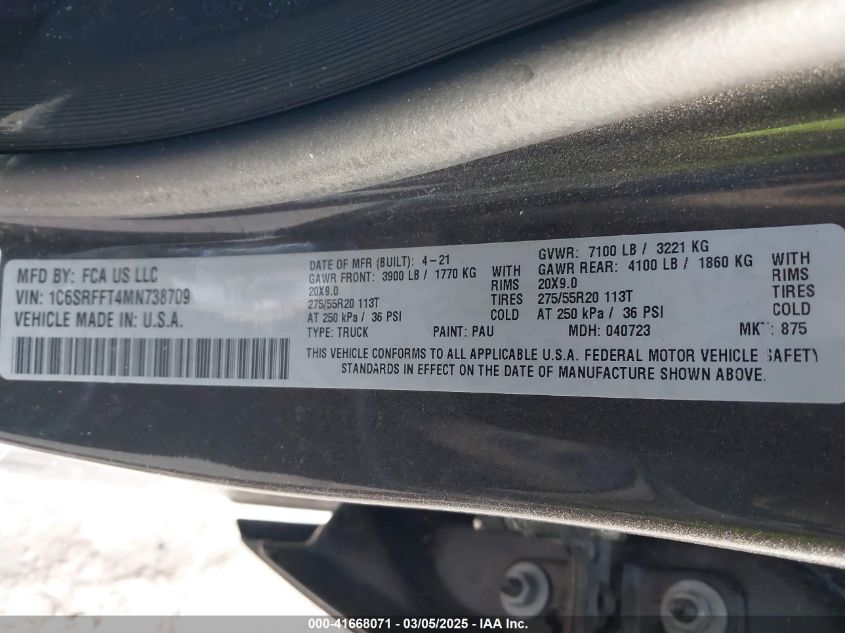 MFD BY: FCA US LLC
VIN: 1C6SRFFT4MN738709
VEHICLE MADE IN: U.S.A.
DATE OF MFR (BUILT): 4-21
GAWR FRONT: 3900 LB / 1770 KG WITH
20X9.0 RIMS
275/55R20 113T TIRES
AT 250 kPa / 36 PSI COLD
GVWR: 7100 LB / 3221 KG
GAWR REAR: 4100 LB / 1860 KG WITH
20X9.0 RIMS
275/55R20 113T TIRES
AT 250 kPa / 36 PSI COLD
TYPE: TRUCK PAINT: PAU MDH: 040723 : 875
THIS VEHICLE CONFORMS TO ALL APPLICABLE U.S.A. FEDERAL MOTOR VEHICLE SAFETY
STANDARDS IN EFFECT ON THE DATE OF MANUFACTURE SHOWN ABOVE.
000-41668071 - 03/05/2025 - IAA Inc.